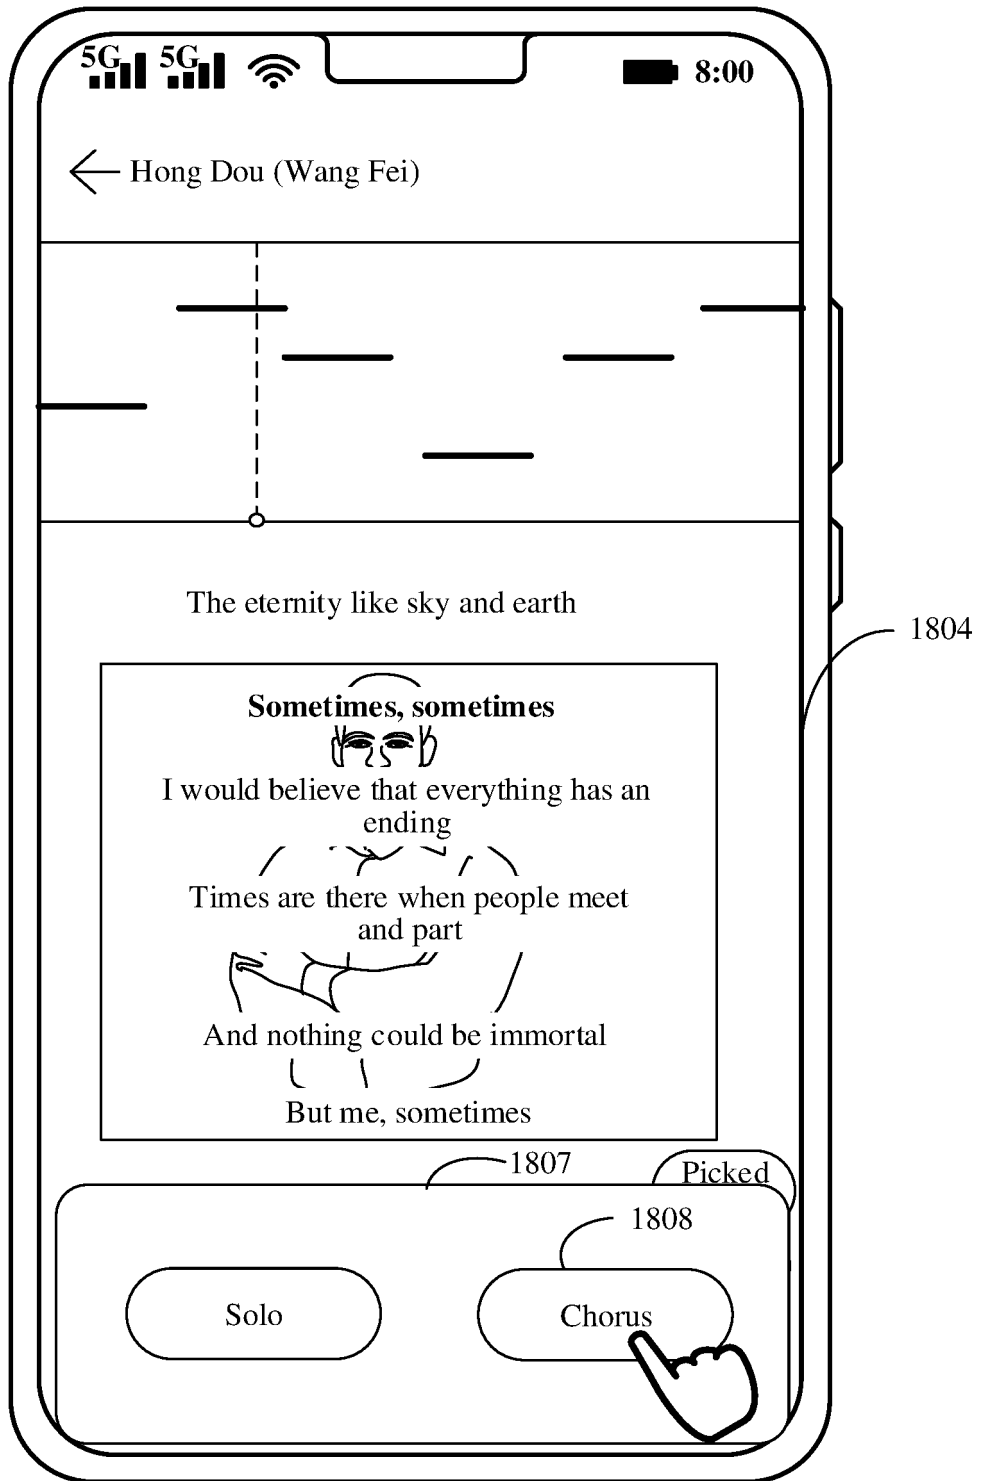 5G 5G 8:00
Hong Dou (Wang Fei)
The eternity like sky and earth
1804
Sometimes, sometimes
I would believe that everything has an
ending
Times are there when people meet
and part
And nothing could be immortal
But me, sometimes
1807
Picked
1808
Solo
Chorus